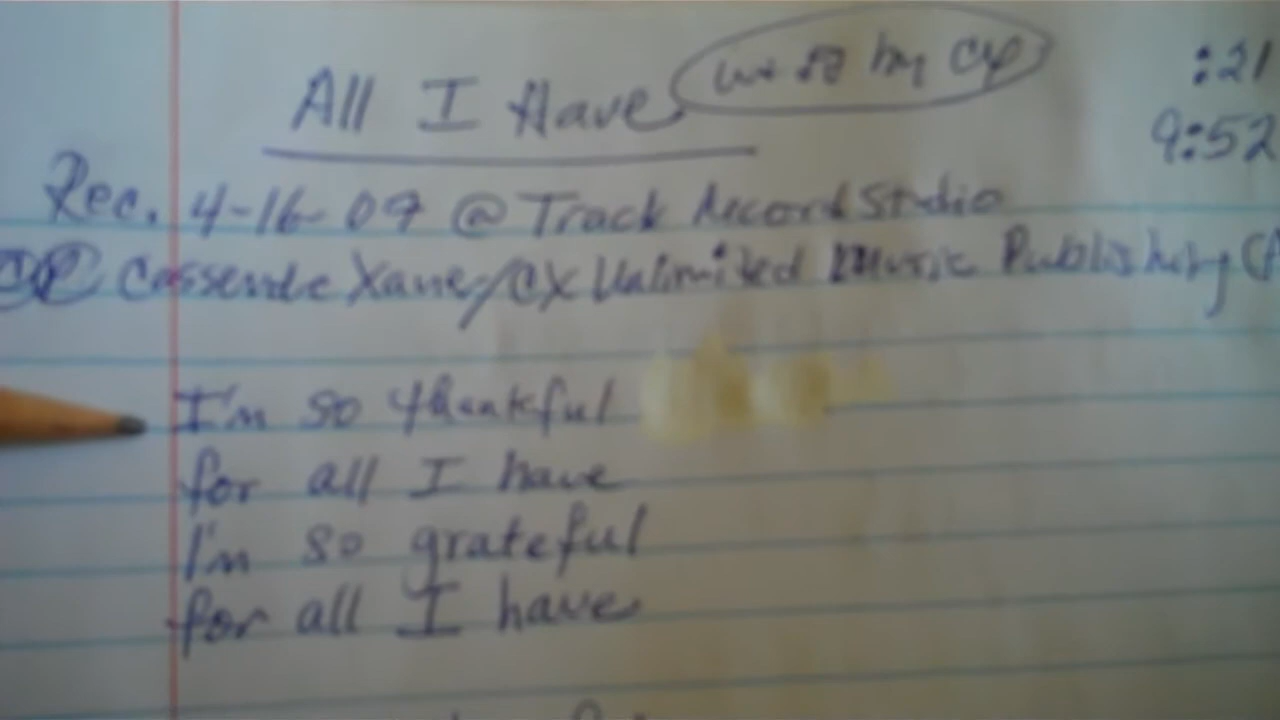 All I Have
:21
9:52
Rec. 4-16-09 @ Track Record Studio
Xane/CX Unlimited Music Publishing
I'm so thankful
for all I have
I'm so grateful
for all I have